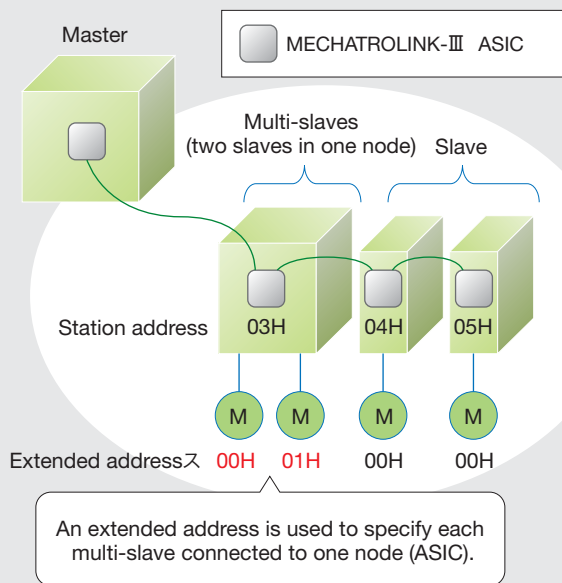 Master
MECHATROLINK-Ⅲ ASIC
Multi-slaves
(two slaves in one node)
Slave
Station address 03H 04H 05H
M M M M
Extended addressス 00H 01H 00H 00H
An extended address is used to specify each
multi-slave connected to one node (ASIC).